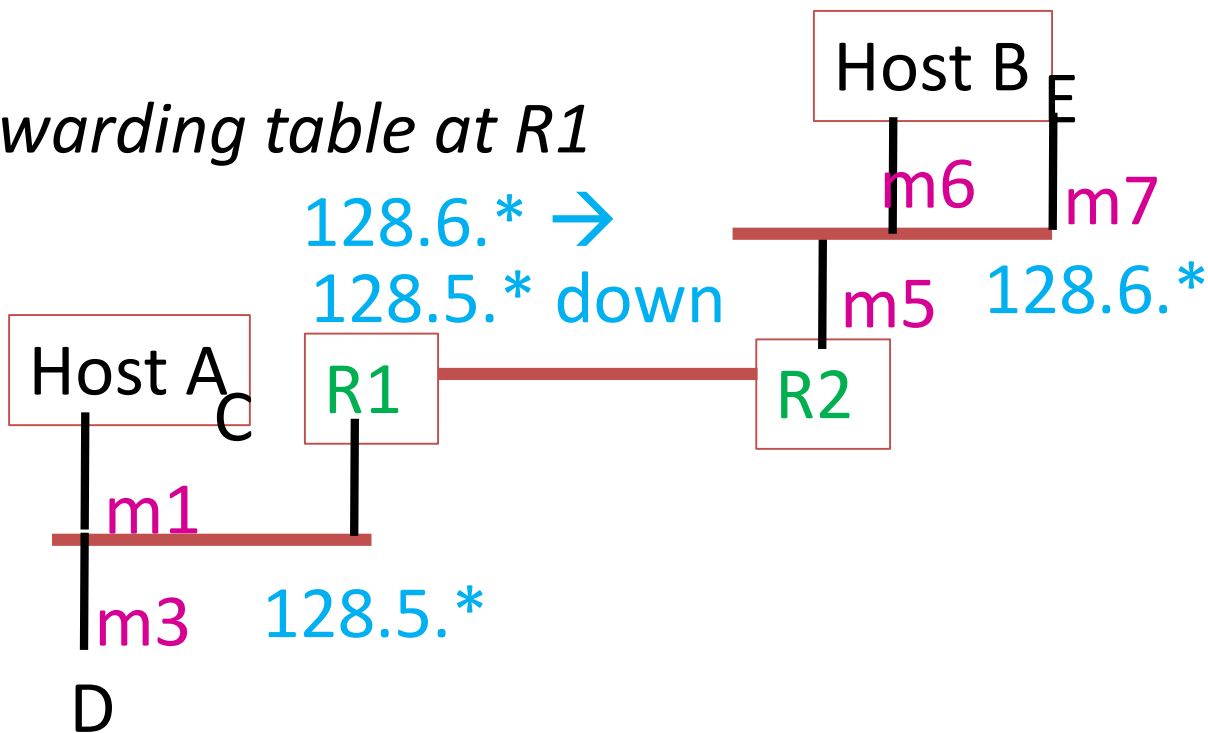 Host B
E
warding table at R1
m6
m7
128.6.* →
128.5.* down
m5
128.6.*
Host A
C
R1
R2
m1
m3
128.5.*
D